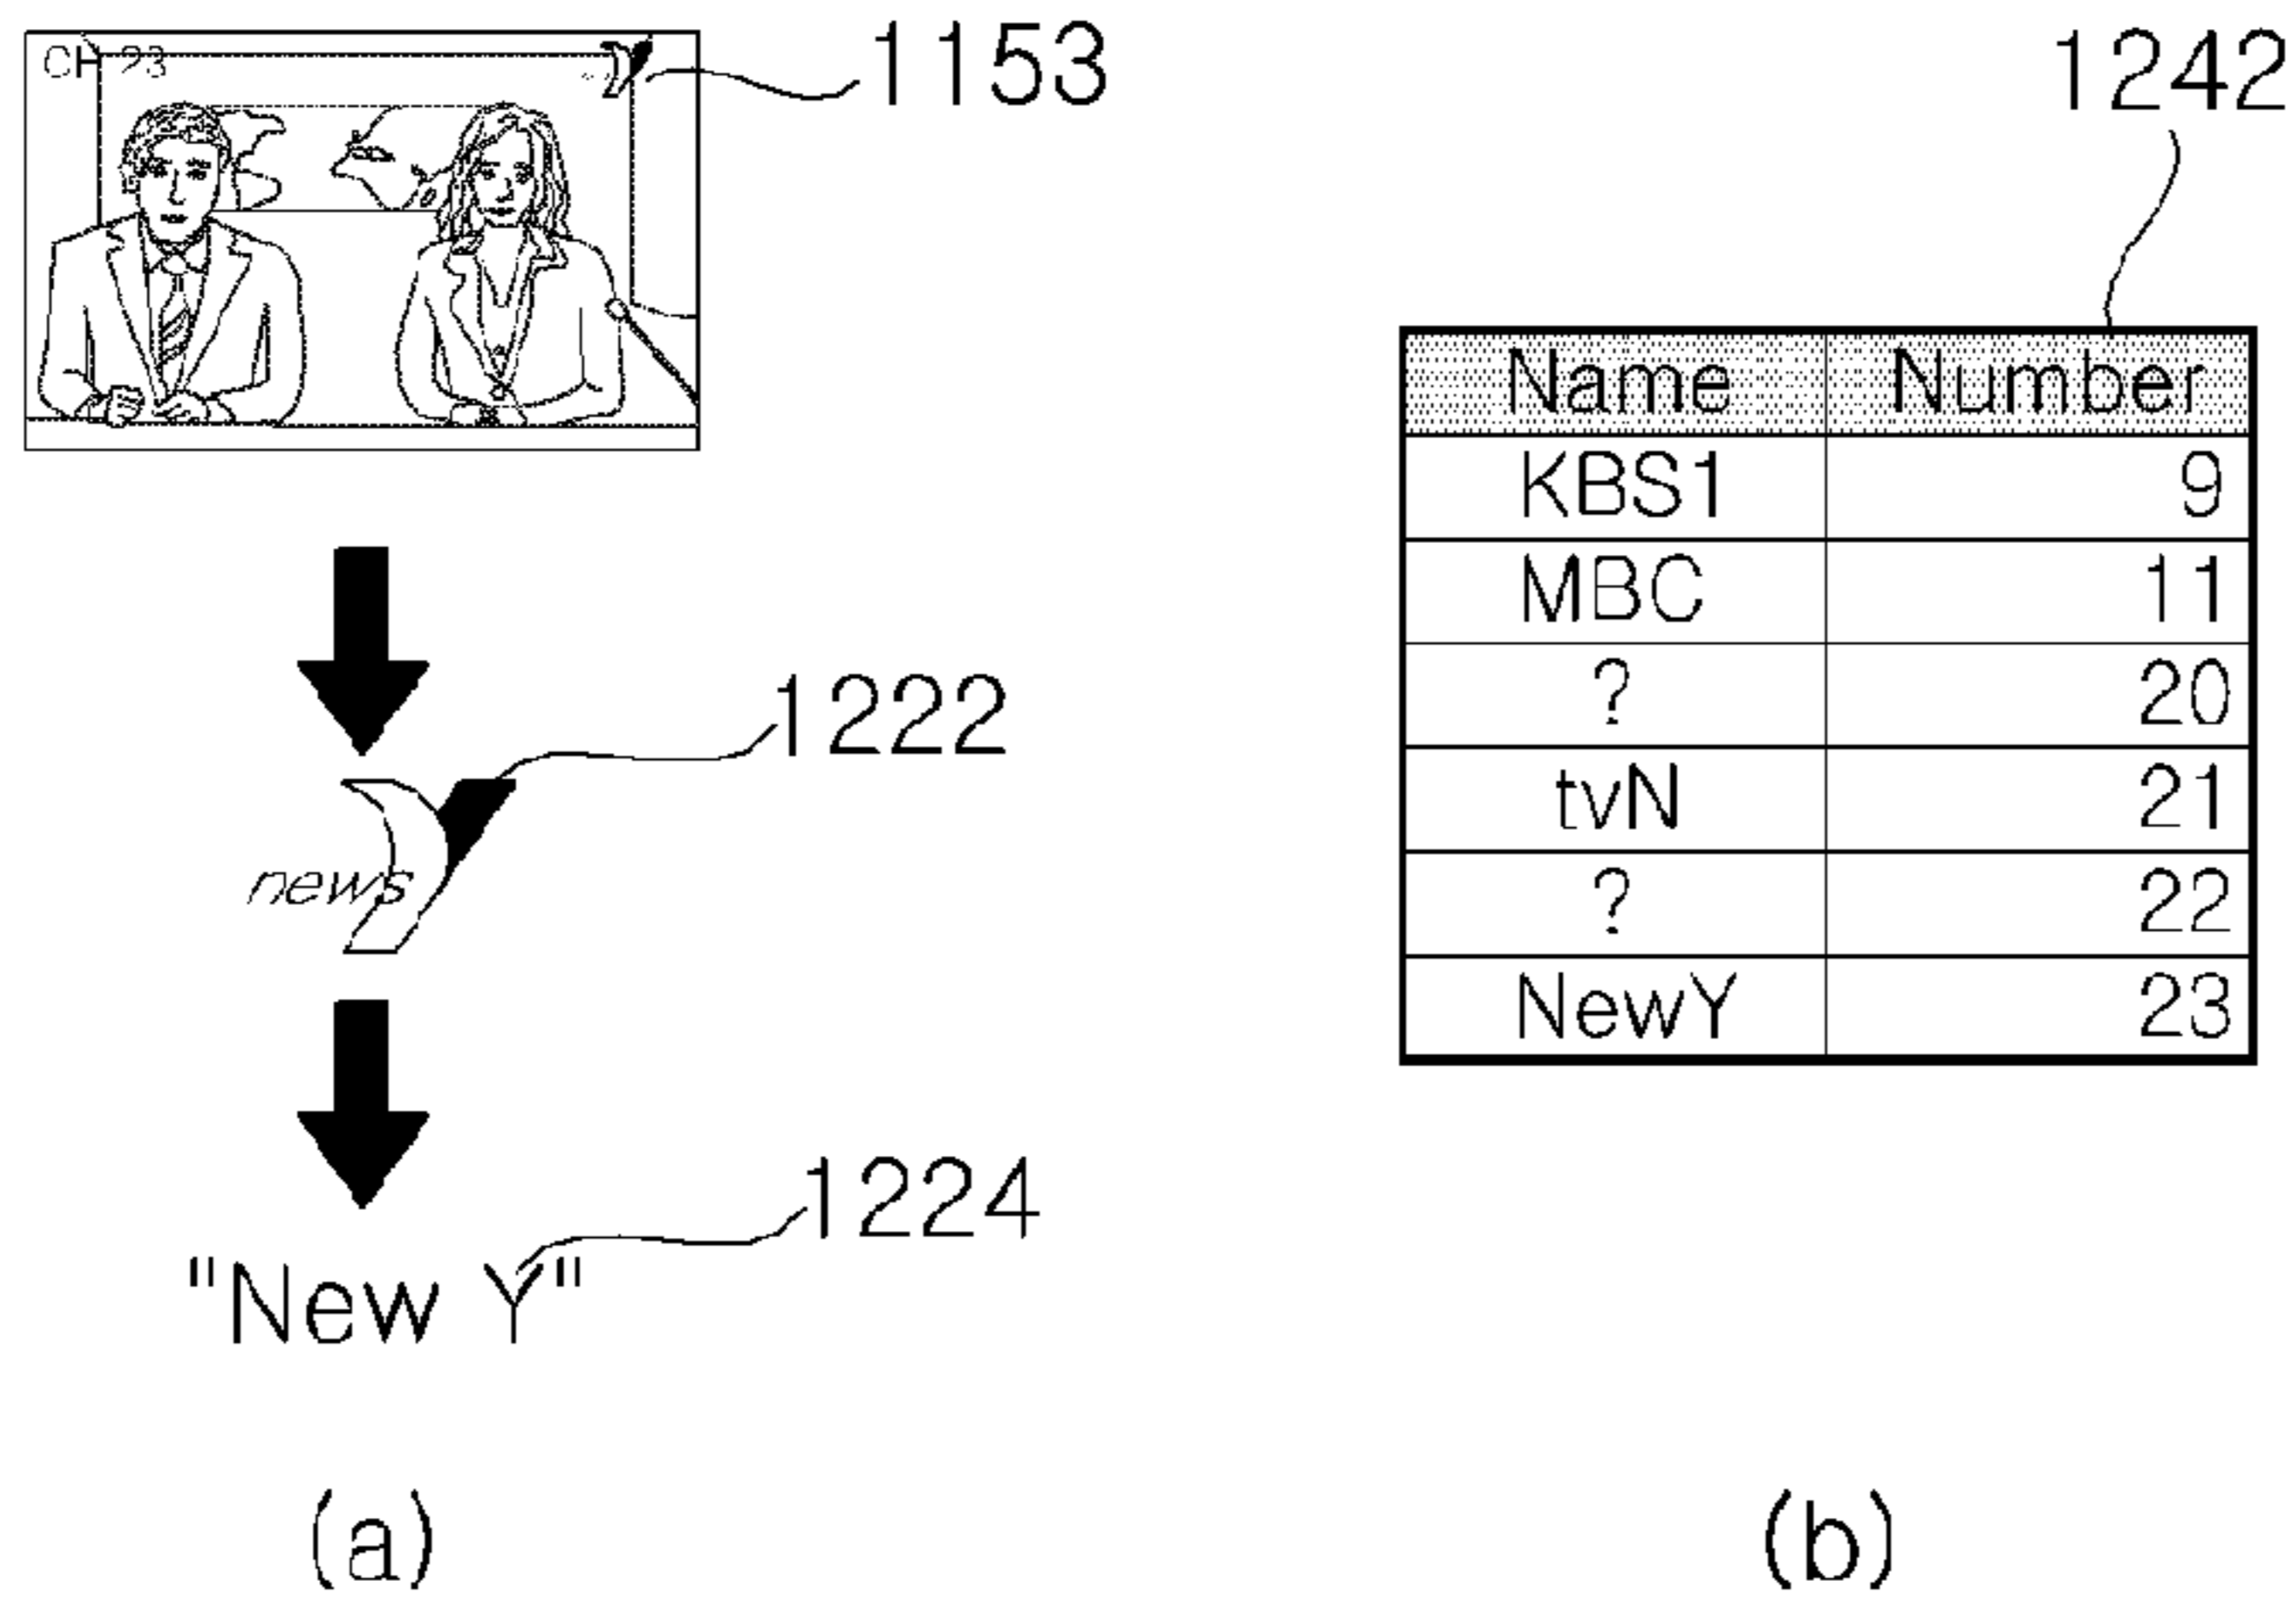 CH 23
1153
1222
news
1224
"New Y"
(a)
1242
Name Number
KBS1 9
MBC 11
? 20
tvN 21
? 22
NewY 23
(b)